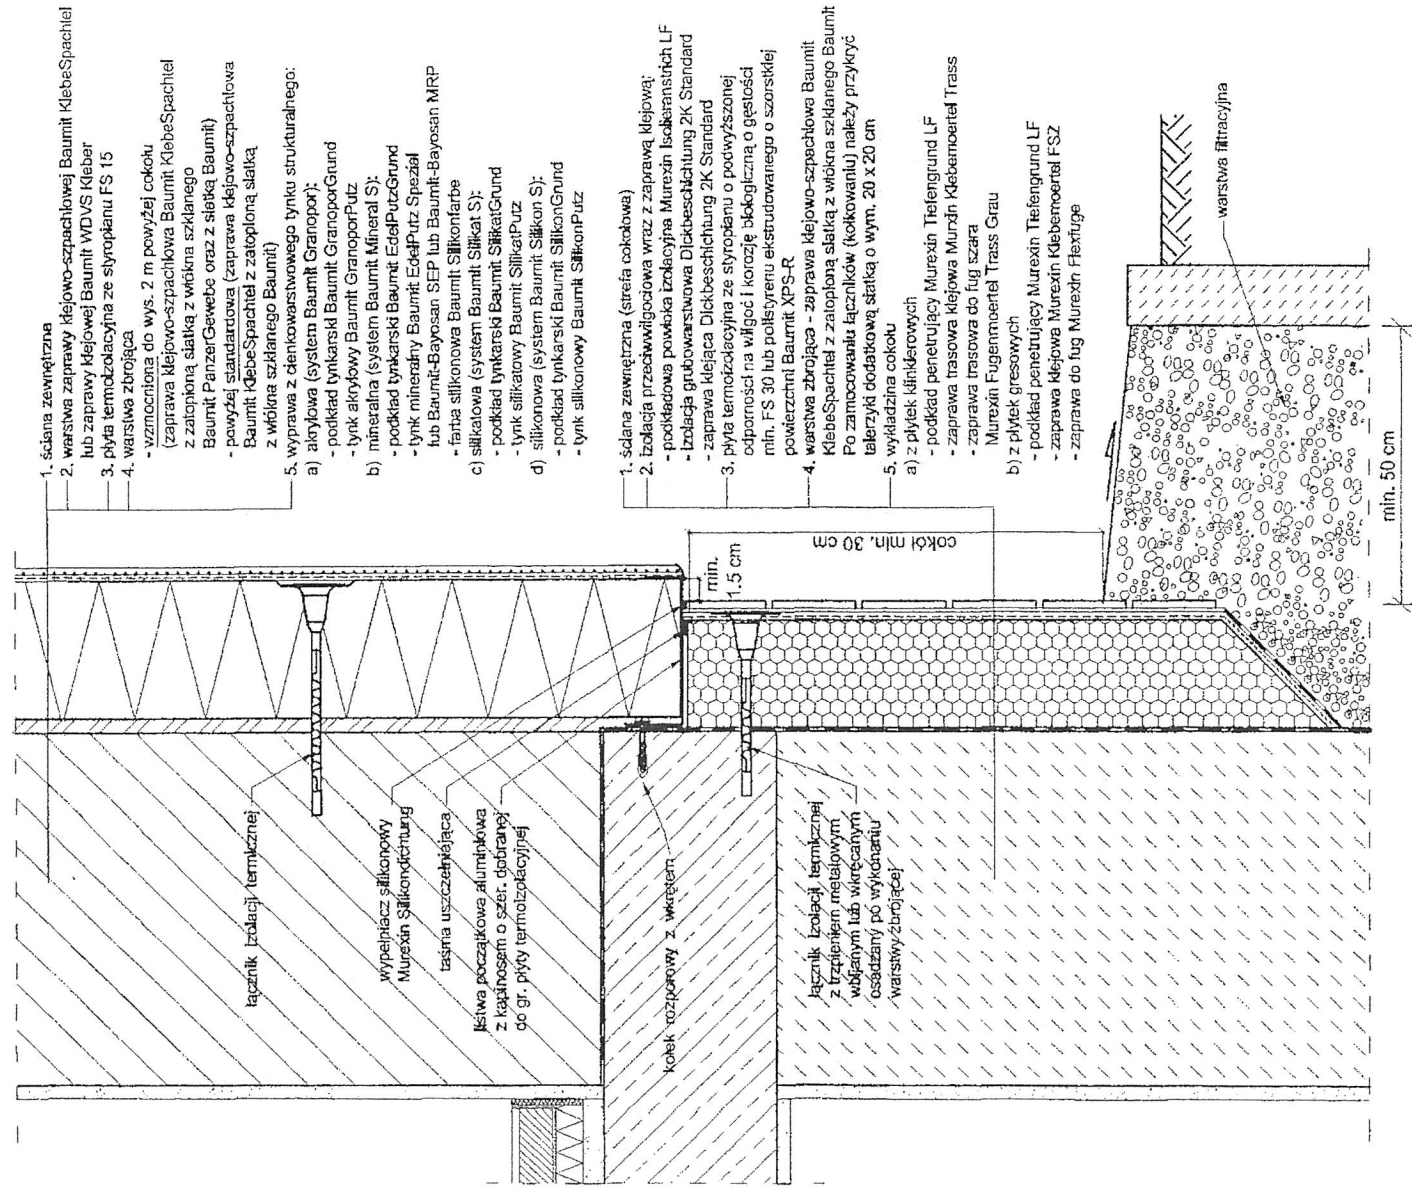 1. ściana zewnętrzna
2. warstwa zaprawy klejowo-szpachlowej Baumit KlebeSpachtel
lub zaprawy klejowej Baumit WDVS Kleber
3. płyta termoizolacyjna ze styropianu FS 15
4. warstwa zbrojąca
- wzmocniona do wys. 2 m powyżej cokołu
(zaprawa klejowo-szpachlowa Baumit KlebeSpachtel
z zatopioną siatką z włókna szklanego
Baumit PanzerGewebe oraz z siatką Baumit)
- powyżej standardowa (zaprawa klejowo-szpachlowa
Baumit KlebeSpachtel z zatopioną siatką
z włókna szklanego Baumit)
5. wyprawa z cienkowarstwowego tynku strukturalnego:
a) akrylowa (system Baumit Granopor):
- podkład tynkarski Baumit GranoporGrund
- tynk akrylowy Baumit GranoporPutz
b) mineralna (system Baumit Mineral S):
- podkład tynkarski Baumit EdelPutzGrund
- tynk mineralny Baumit EdelPutz Spezial
lub Baumit-Bayosan SEP lub Baumit-Bayosan MRP
- farba silikonowa Baumit Silikonfarbe
c) silikatowa (system Baumit Silikat S):
- podkład tynkarski Baumit SilikatGrund
- tynk silikatowy Baumit SilikatPutz
d) silikonowa (system Baumit Silikon S):
- podkład tynkarski Baumit SilikonGrund
- tynk silikonowy Baumit SilikonPutz
1. ściana zewnętrzna (strefa cokołowa)
2. izolacja przeciwwilgociowa wraz z zaprawą klejową:
- podkładowa powłoka izolacyjna Murexin Isolieranstrich LF
- izolacja grubowarstwowa Dickbeschichtung 2K Standard
- zaprawa klejąca Dickbeschichtung 2K Standard
3. płyta termoizolacyjna ze styropianu o podwyższonej
odporności na wilgoć i korozję biologiczną o gęstości
min. FS 30 lub polistyrenu ekstrudowanego o szorstkiej
powierzchni Baumit XPS-R
4. warstwa zbrojąca - zaprawa klejowo-szpachlowa Baumit
KlebeSpachtel z zatopioną siatką z włókna szklanego Baumit
Po zamocowaniu łączników (kołkowaniu) należy przykryć
talerzyki dodatkową siatką o wym. 20 x 20 cm
5. wykładzina cokołu
a) z płytek klinkierowych
- podkład penetrujący Murexin Tiefengrund LF
- zaprawa trasowa klejowa Murxin Klebemoertel Trass
- zaprawa trasowa do fug szara
Murexin Fugenmoertel Trass Grau
b) z płytek gresowych
- podkład penetrujący Murexin Tiefengrund LF
- zaprawa klejowa Murexin Klebemoertel FSZ
- zaprawa do fug Murexin Flexfuge
warstwa filtracyjna
min. 50 cm
cokół min. 30 cm
min.
1.5 cm
łącznik izolacji termicznej
wypełniacz silikonowy
Murexin Silikondichtung
taśma uszczelniająca
listwa początkowa aluminiowa
z kapinosem o szer. dobranej
do gr. płyty termoizolacyjnej
kołek rozporowy z wkrętem
łącznik izolacji termicznej
z trzpieniem metalowym
wbijanym lub wkręcanym
osadzany po wykonaniu
warstwy zbrojącej